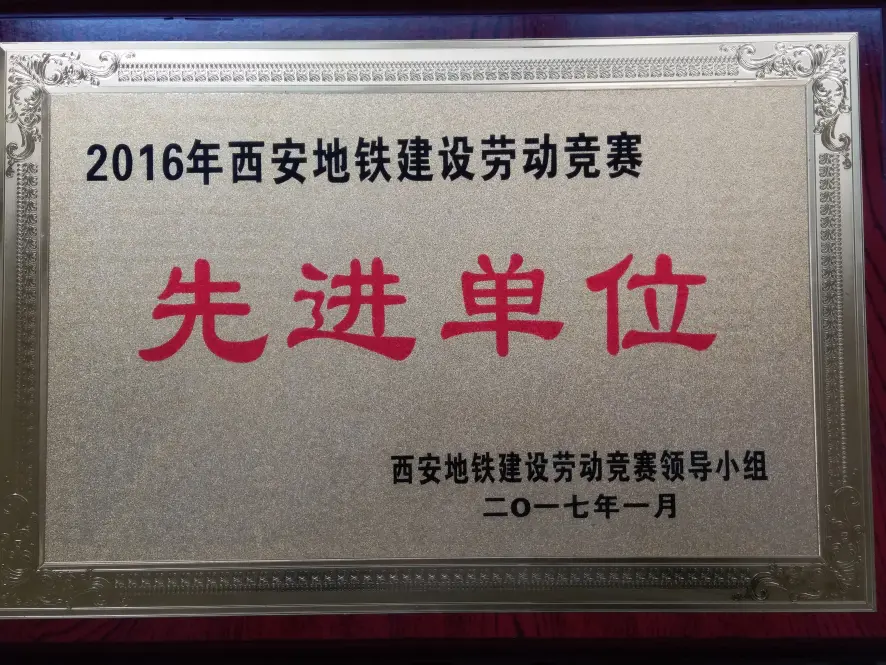 2016年西安地铁建设劳动竞赛
先进单位
西安地铁建设劳动竞赛领导小组
二O一七年一月